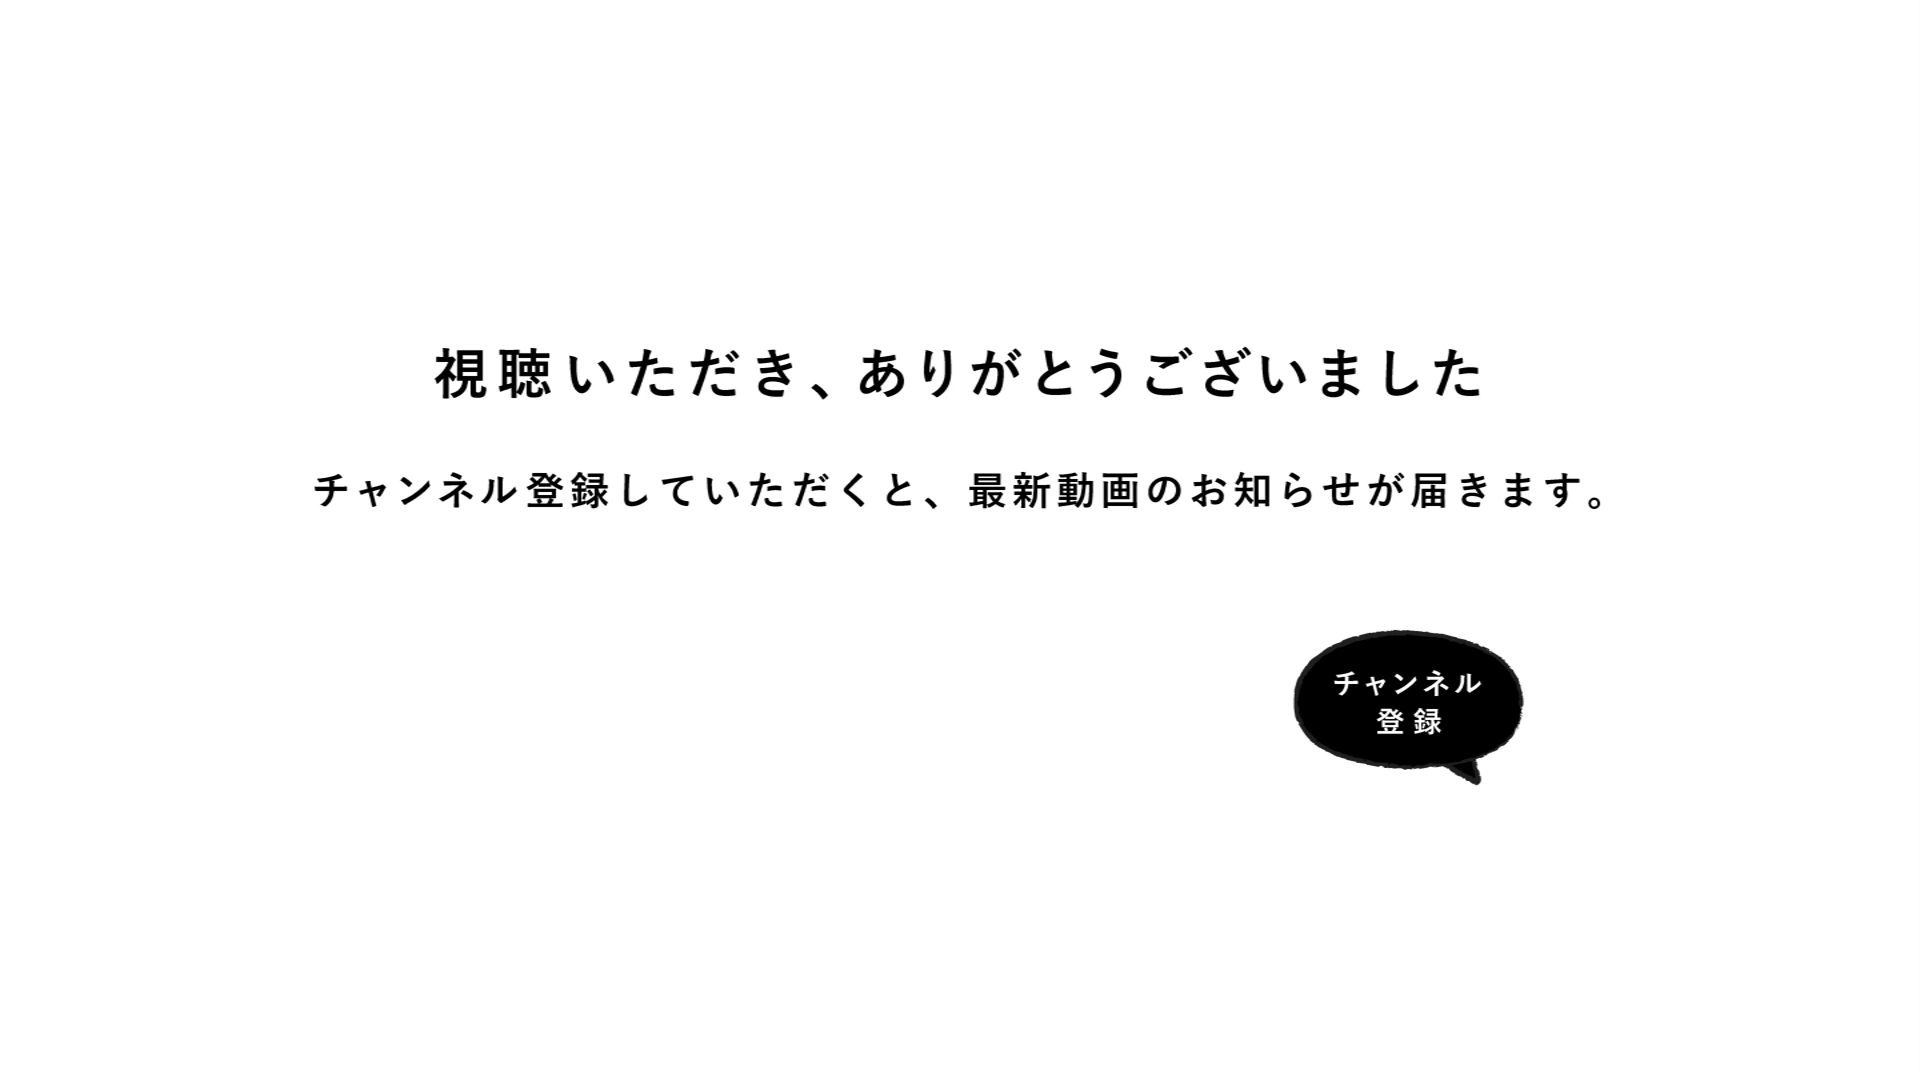 視聴いただき、ありがとうございました
チャンネル登録していただくと、最新動画のお知らせが届きます。
チャンネル
登録